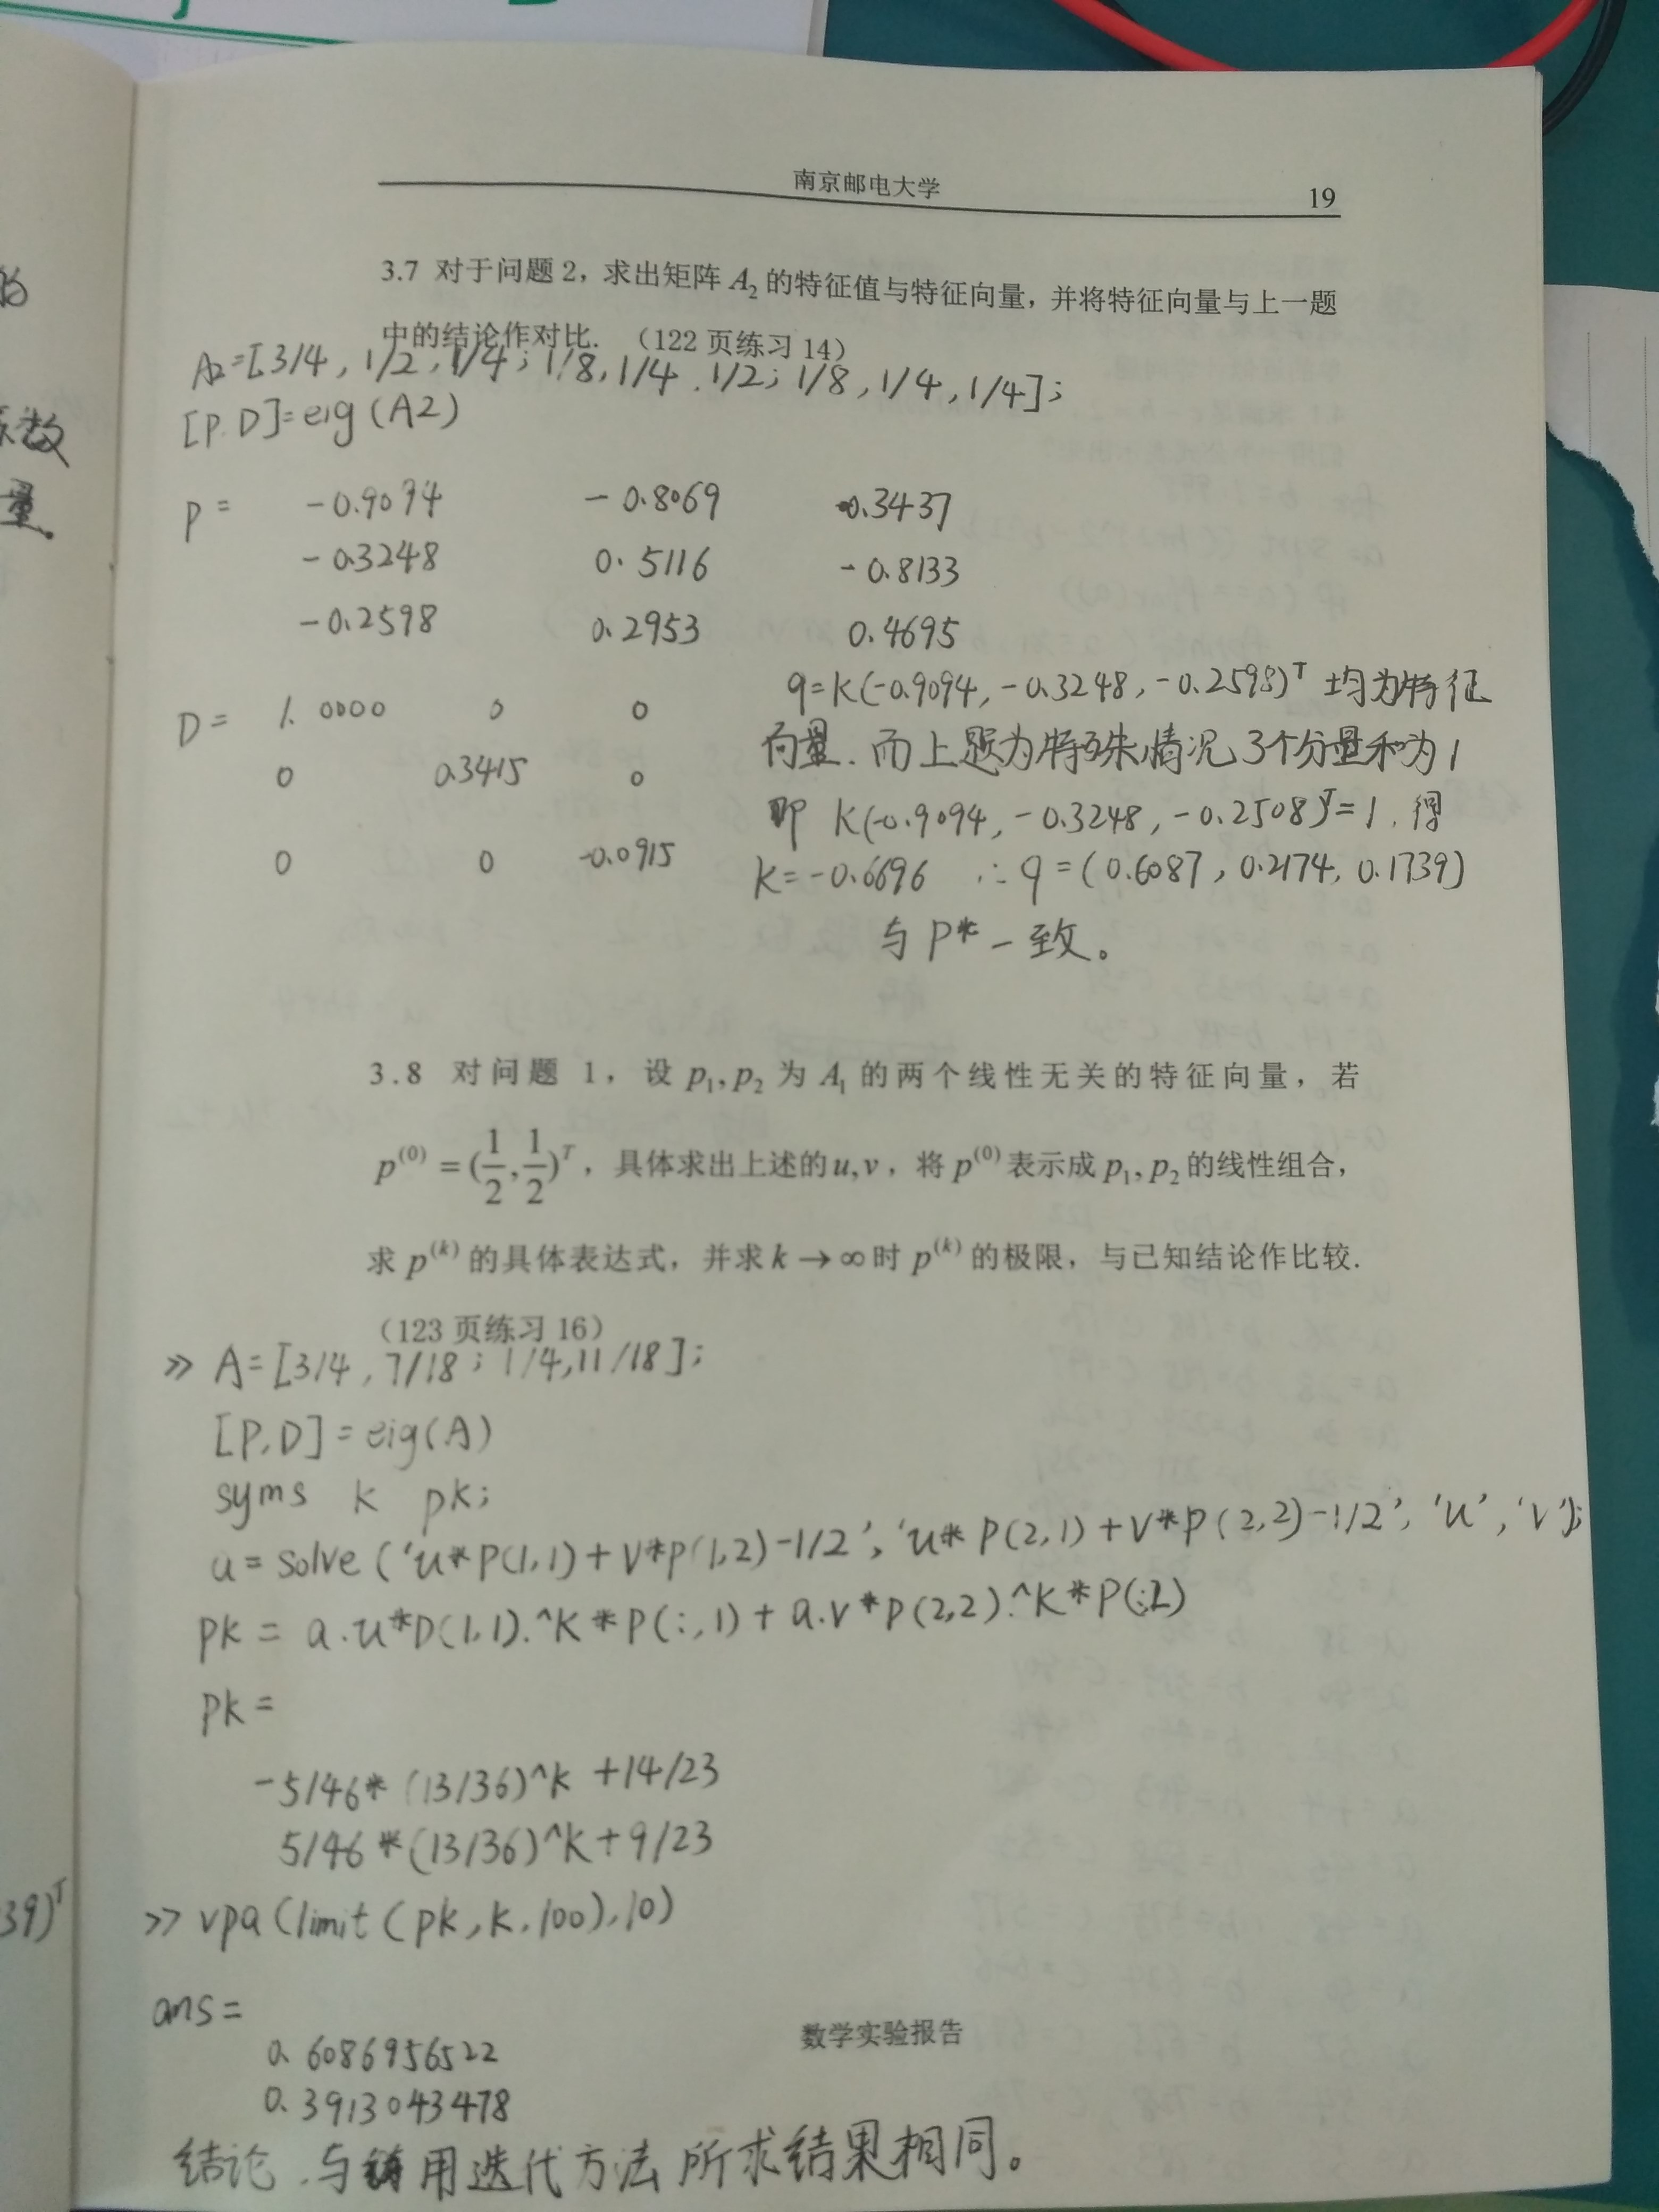 南京邮电大学
19
3.7 对于问题 2，求出矩阵 A₂ 的特征值与特征向量，并将特征向量与上一题
中的结论作对比. （122 页练习 14）
A2=[3/4, 1/2, 1/4; 1/8, 1/4, 1/2; 1/8, 1/4, 1/4];
[P.D]=eig(A2)
P= -0.9094 -0.8069 0.3437
-0.3248 0.5116 -0.8133
-0.2598 0.2953 0.4695
q=K(-0.9094, -0.3248, -0.2598)ᵀ 均为特征
D= 1.0000 0 0
向量. 而上题为特殊情况 3个分量和为1
0 0.3415 0
即 K(-0.9094, -0.3248, -0.2508)ᵀ=1. 得
0 0 -0.0915
K=-0.6696 ∴ q=(0.6087, 0.2174, 0.1739)
与 P* 一致。
3.8 对问题 1，设 p₁, p₂ 为 A₁ 的两个线性无关的特征向量，若
p⁽⁰⁾ = (1/2, 1/2)ᵀ，具体求出上述的 u, v，将 p⁽⁰⁾ 表示成 p₁, p₂ 的线性组合，
求 p⁽ᵏ⁾ 的具体表达式，并求 k → ∞ 时 p⁽ᵏ⁾ 的极限，与已知结论作比较.
（123 页练习 16）
>> A=[3/4, 7/18; 1/4,11/18];
[P.D]=eig(A)
syms k pk;
a=solve('u*P(1,1)+V*P(1,2)-1/2', 'u*P(2,1)+V*P(2,2)-1/2', 'u', 'v');
pk = a.u*D(1,1).^K*P(:,1)+a.v*P(2,2).^K*P(:,2)
pk =
-5/46*(13/36)^k+14/23
5/46*(13/36)^k+9/23
>> vpa(limit(pk,k,100),10)
ans=
0.6086956522
0.3913043478
数学实验报告
结论.与 用迭代方法所求结果相同。
系数
量.
39)ᵀ